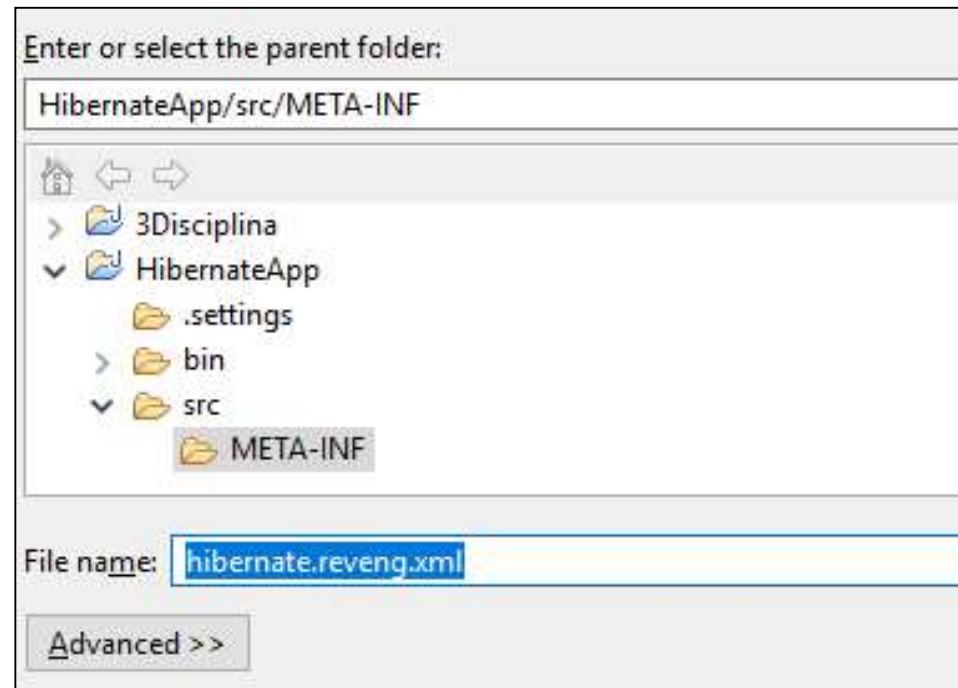 Enter or select the parent folder:
HibernateApp/src/META-INF
3Disciplina
HibernateApp
.settings
bin
src
META-INF
File name: hibernate.reveng.xml
Advanced >>